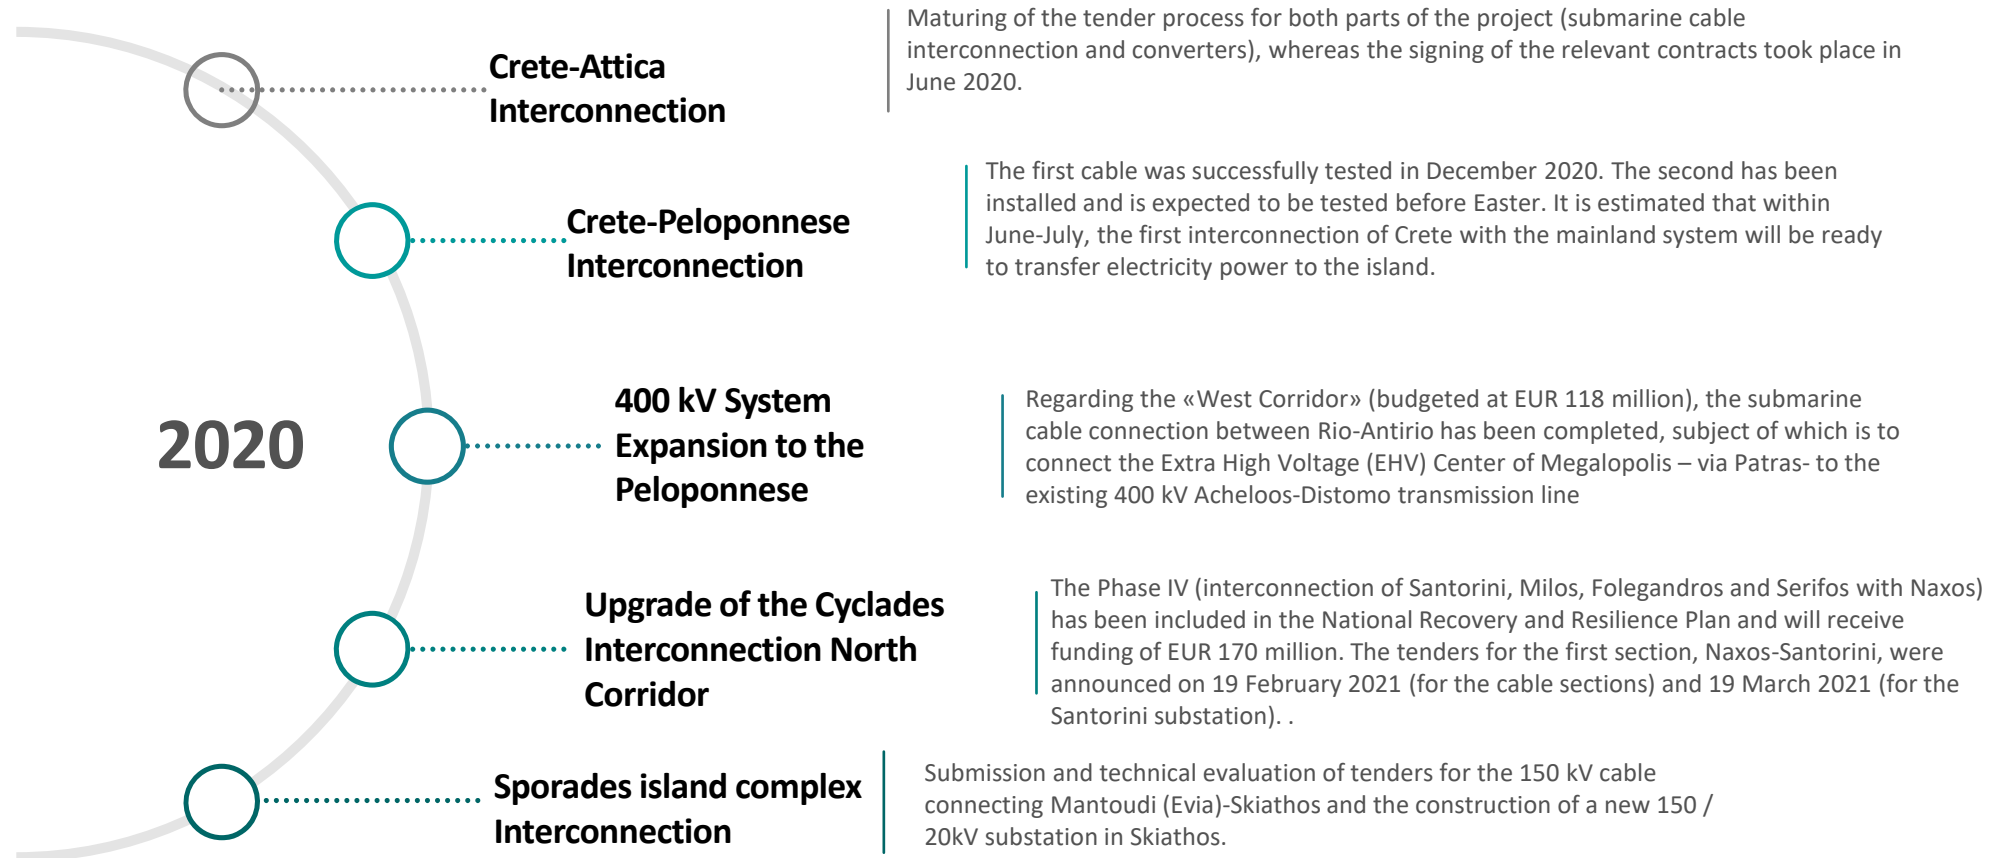 2020
Crete-Attica
Interconnection
Maturing of the tender process for both parts of the project (submarine cable
interconnection and converters), whereas the signing of the relevant contracts took place in
June 2020.
Crete-Peloponnese
Interconnection
The first cable was successfully tested in December 2020. The second has been
installed and is expected to be tested before Easter. It is estimated that within
June-July, the first interconnection of Crete with the mainland system will be ready
to transfer electricity power to the island.
400 kV System
Expansion to the
Peloponnese
Regarding the «West Corridor» (budgeted at EUR 118 million), the submarine
cable connection between Rio-Antirio has been completed, subject of which is to
connect the Extra High Voltage (EHV) Center of Megalopolis – via Patras- to the
existing 400 kV Acheloos-Distomo transmission line
Upgrade of the Cyclades
Interconnection North
Corridor
The Phase IV (interconnection of Santorini, Milos, Folegandros and Serifos with Naxos)
has been included in the National Recovery and Resilience Plan and will receive
funding of EUR 170 million. The tenders for the first section, Naxos-Santorini, were
announced on 19 February 2021 (for the cable sections) and 19 March 2021 (for the
Santorini substation). .
Sporades island complex
Interconnection
Submission and technical evaluation of tenders for the 150 kV cable
connecting Mantoudi (Evia)-Skiathos and the construction of a new 150 /
20kV substation in Skiathos.